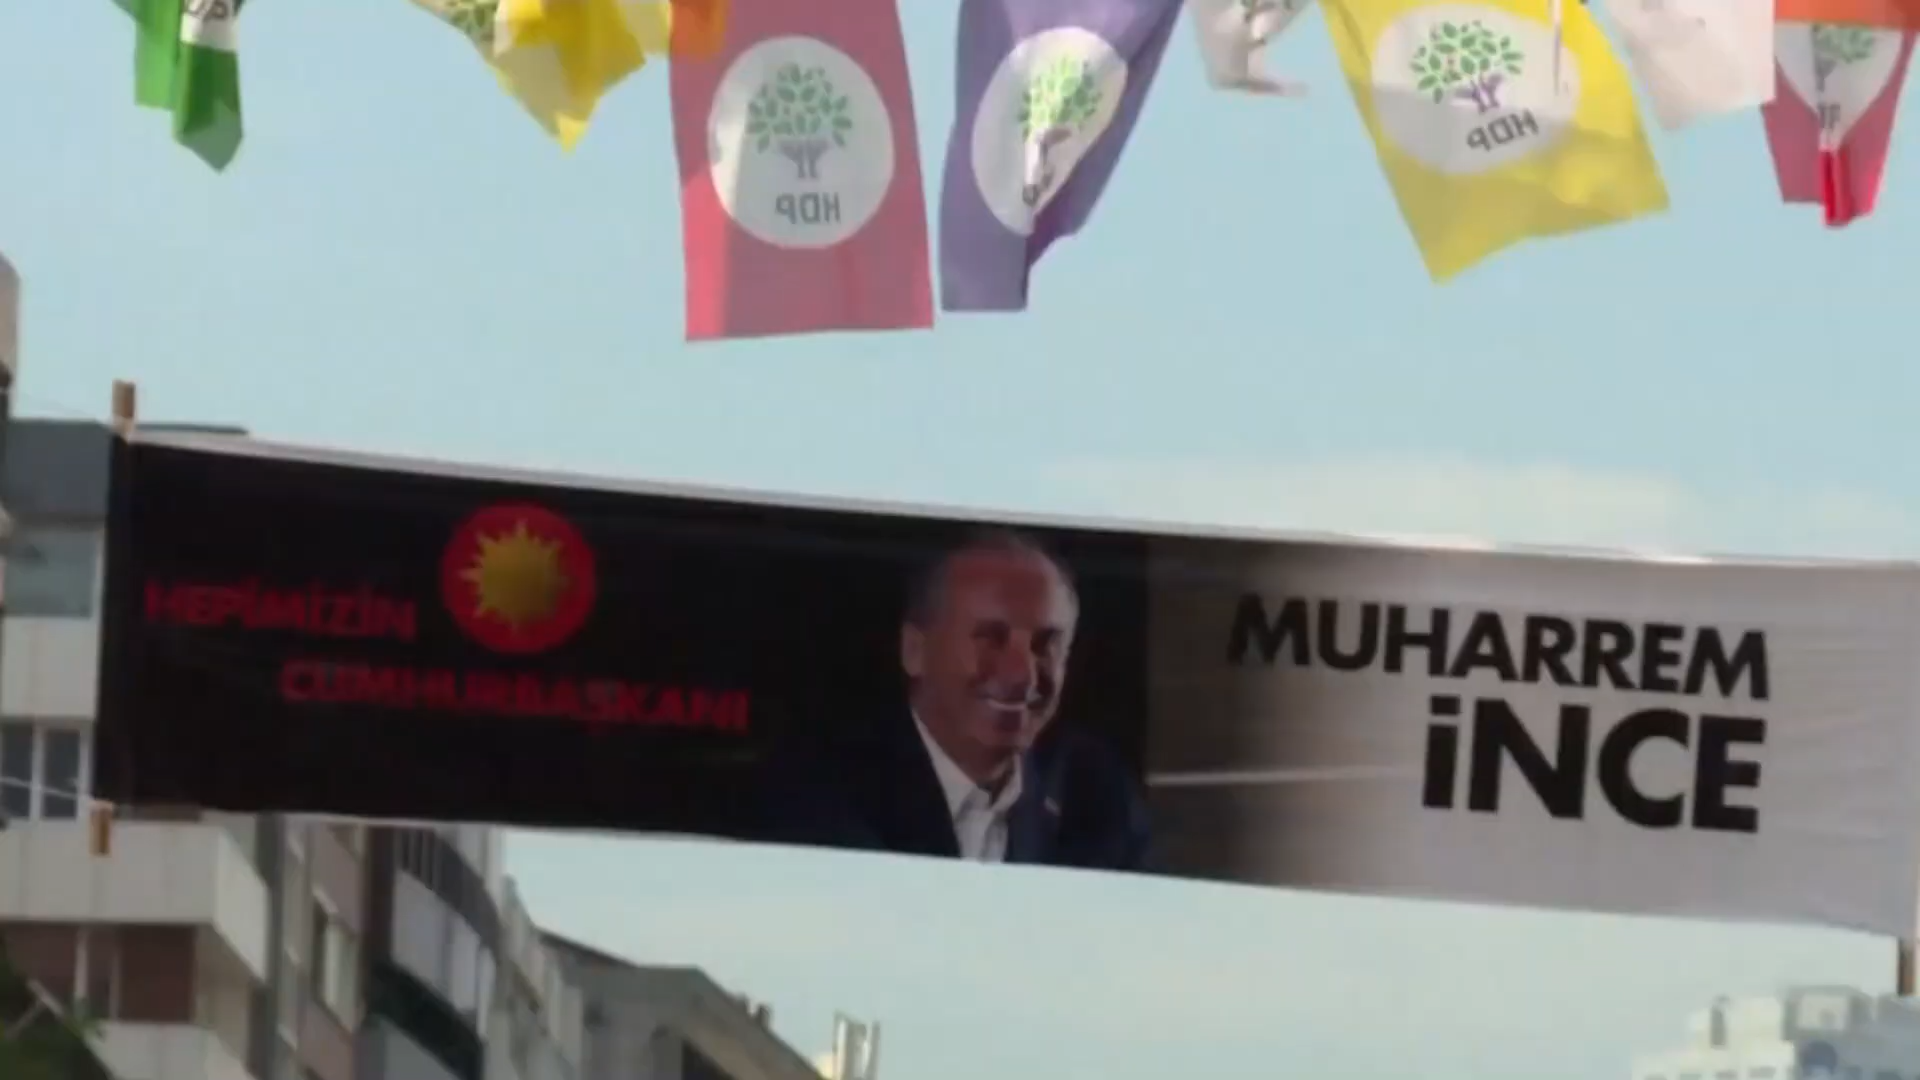 HDP
HDP
HEPİMİZİN
CUMHURBAŞKANI
MUHARREM
İNCE